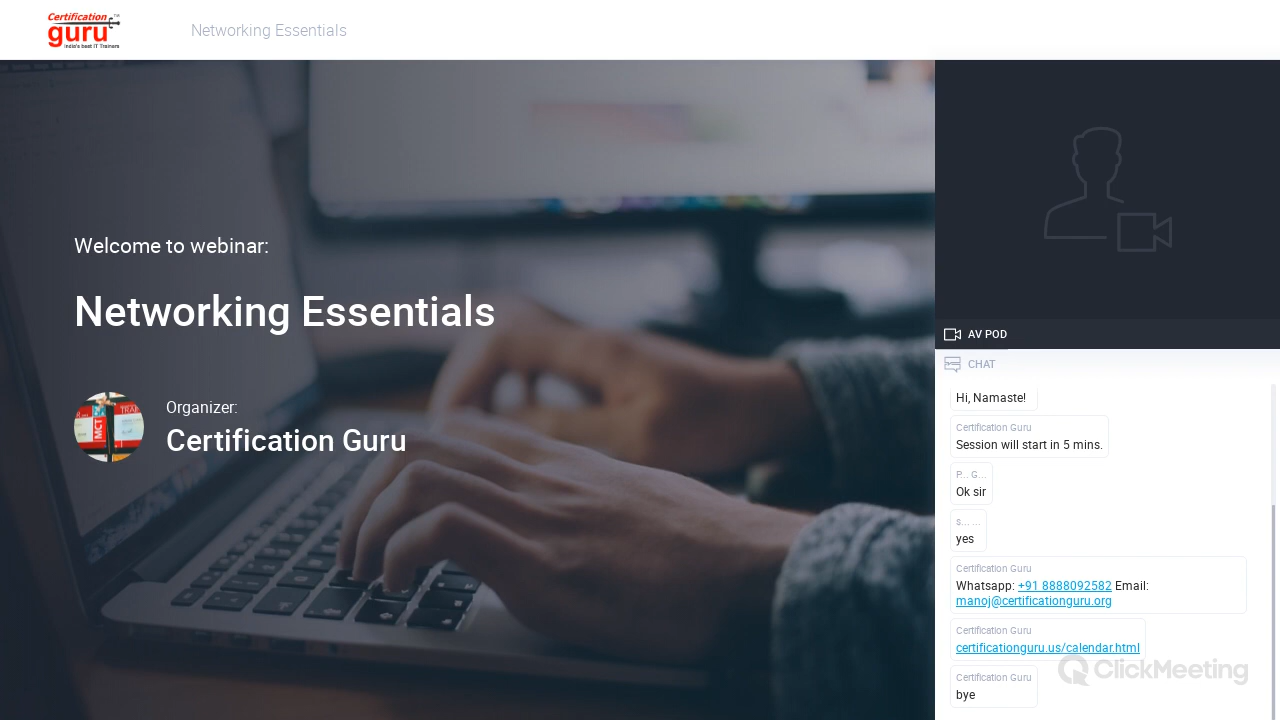 Certification
guru
TM
India's best IT Trainers
Networking Essentials
Welcome to webinar:
Networking Essentials
MCT
Organizer:
Certification Guru
AV POD
CHAT
Hi, Namaste!
Certification Guru
Session will start in 5 mins.
P... G...
Ok sir
s... ...
yes
Certification Guru
Whatsapp: +91 8888092582 Email:
manoj@certificationguru.org
Certification Guru
certificationguru.us/calendar.html
ClickMeeting
Certification Guru
bye